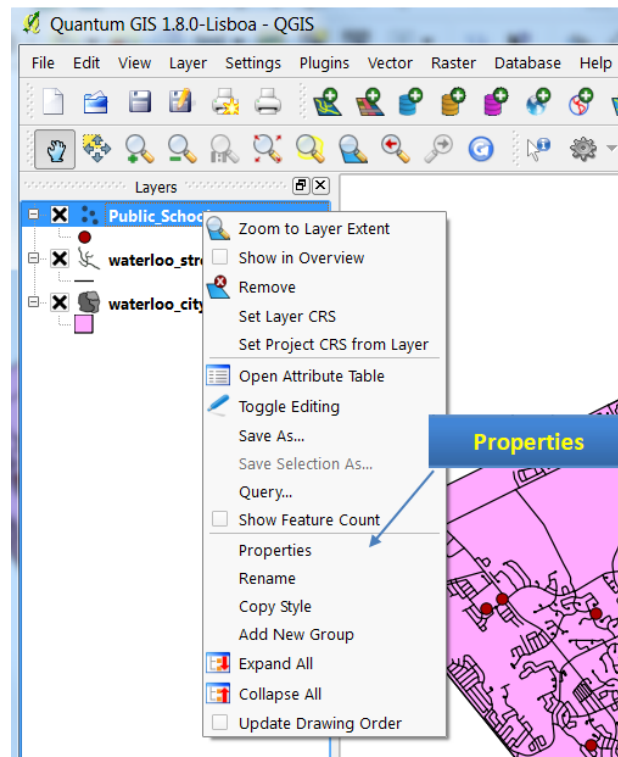 Quantum GIS 1.8.0-Lisboa - QGIS
File Edit View Layer Settings Plugins Vector Raster Database Help
Layers
Public_Schoo
waterloo_str
waterloo_city
Zoom to Layer Extent
Show in Overview
Remove
Set Layer CRS
Set Project CRS from Layer
Open Attribute Table
Toggle Editing
Save As...
Save Selection As...
Query...
Show Feature Count
Properties
Properties
Rename
Copy Style
Add New Group
Expand All
Collapse All
Update Drawing Order